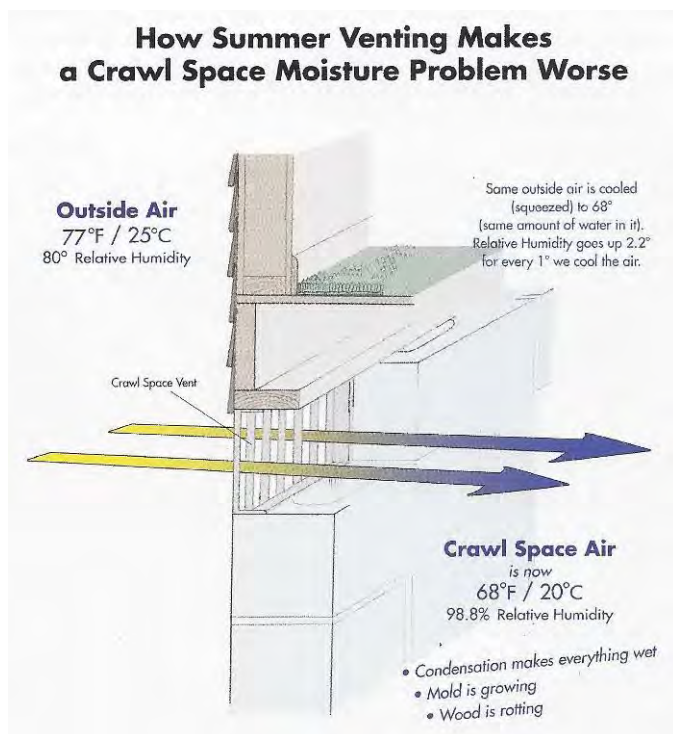 How Summer Venting Makes
a Crawl Space Moisture Problem Worse
Outside Air
77°F / 25°C
80° Relative Humidity
Same outside air is cooled
(squeezed) to 68°
(same amount of water in it).
Relative Humidity goes up 2.2°
for every 1° we cool the air.
Crawl Space Vent
Crawl Space Air
is now
68°F / 20°C
98.8% Relative Humidity
• Condensation makes everything wet
• Mold is growing
• Wood is rotting